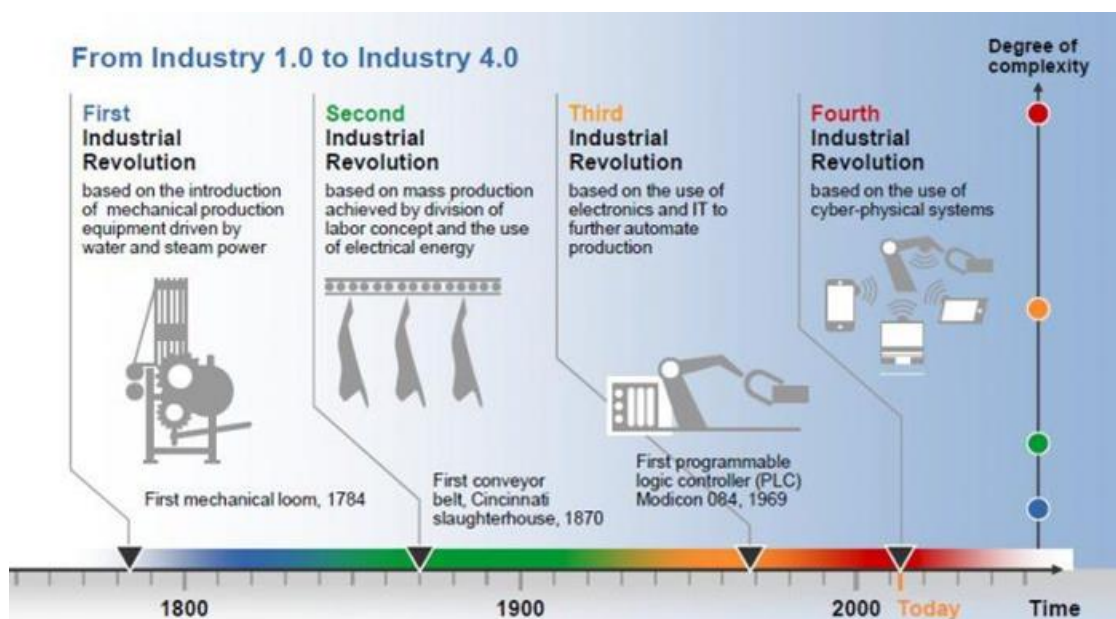 From Industry 1.0 to Industry 4.0
Degree of
complexity
First
Industrial
Revolution
based on the introduction
of mechanical production
equipment driven by
water and steam power
Second
Industrial
Revolution
based on mass production
achieved by division of
labor concept and the use
of electrical energy
Third
Industrial
Revolution
based on the use of
electronics and IT to
further automate
production
Fourth
Industrial
Revolution
based on the use of
cyber-physical systems
First mechanical loom, 1784
First conveyor
belt, Cincinnati
slaughterhouse, 1870
First programmable
logic controller (PLC)
Modicon 084, 1969
1800
1900
2000
Today
Time